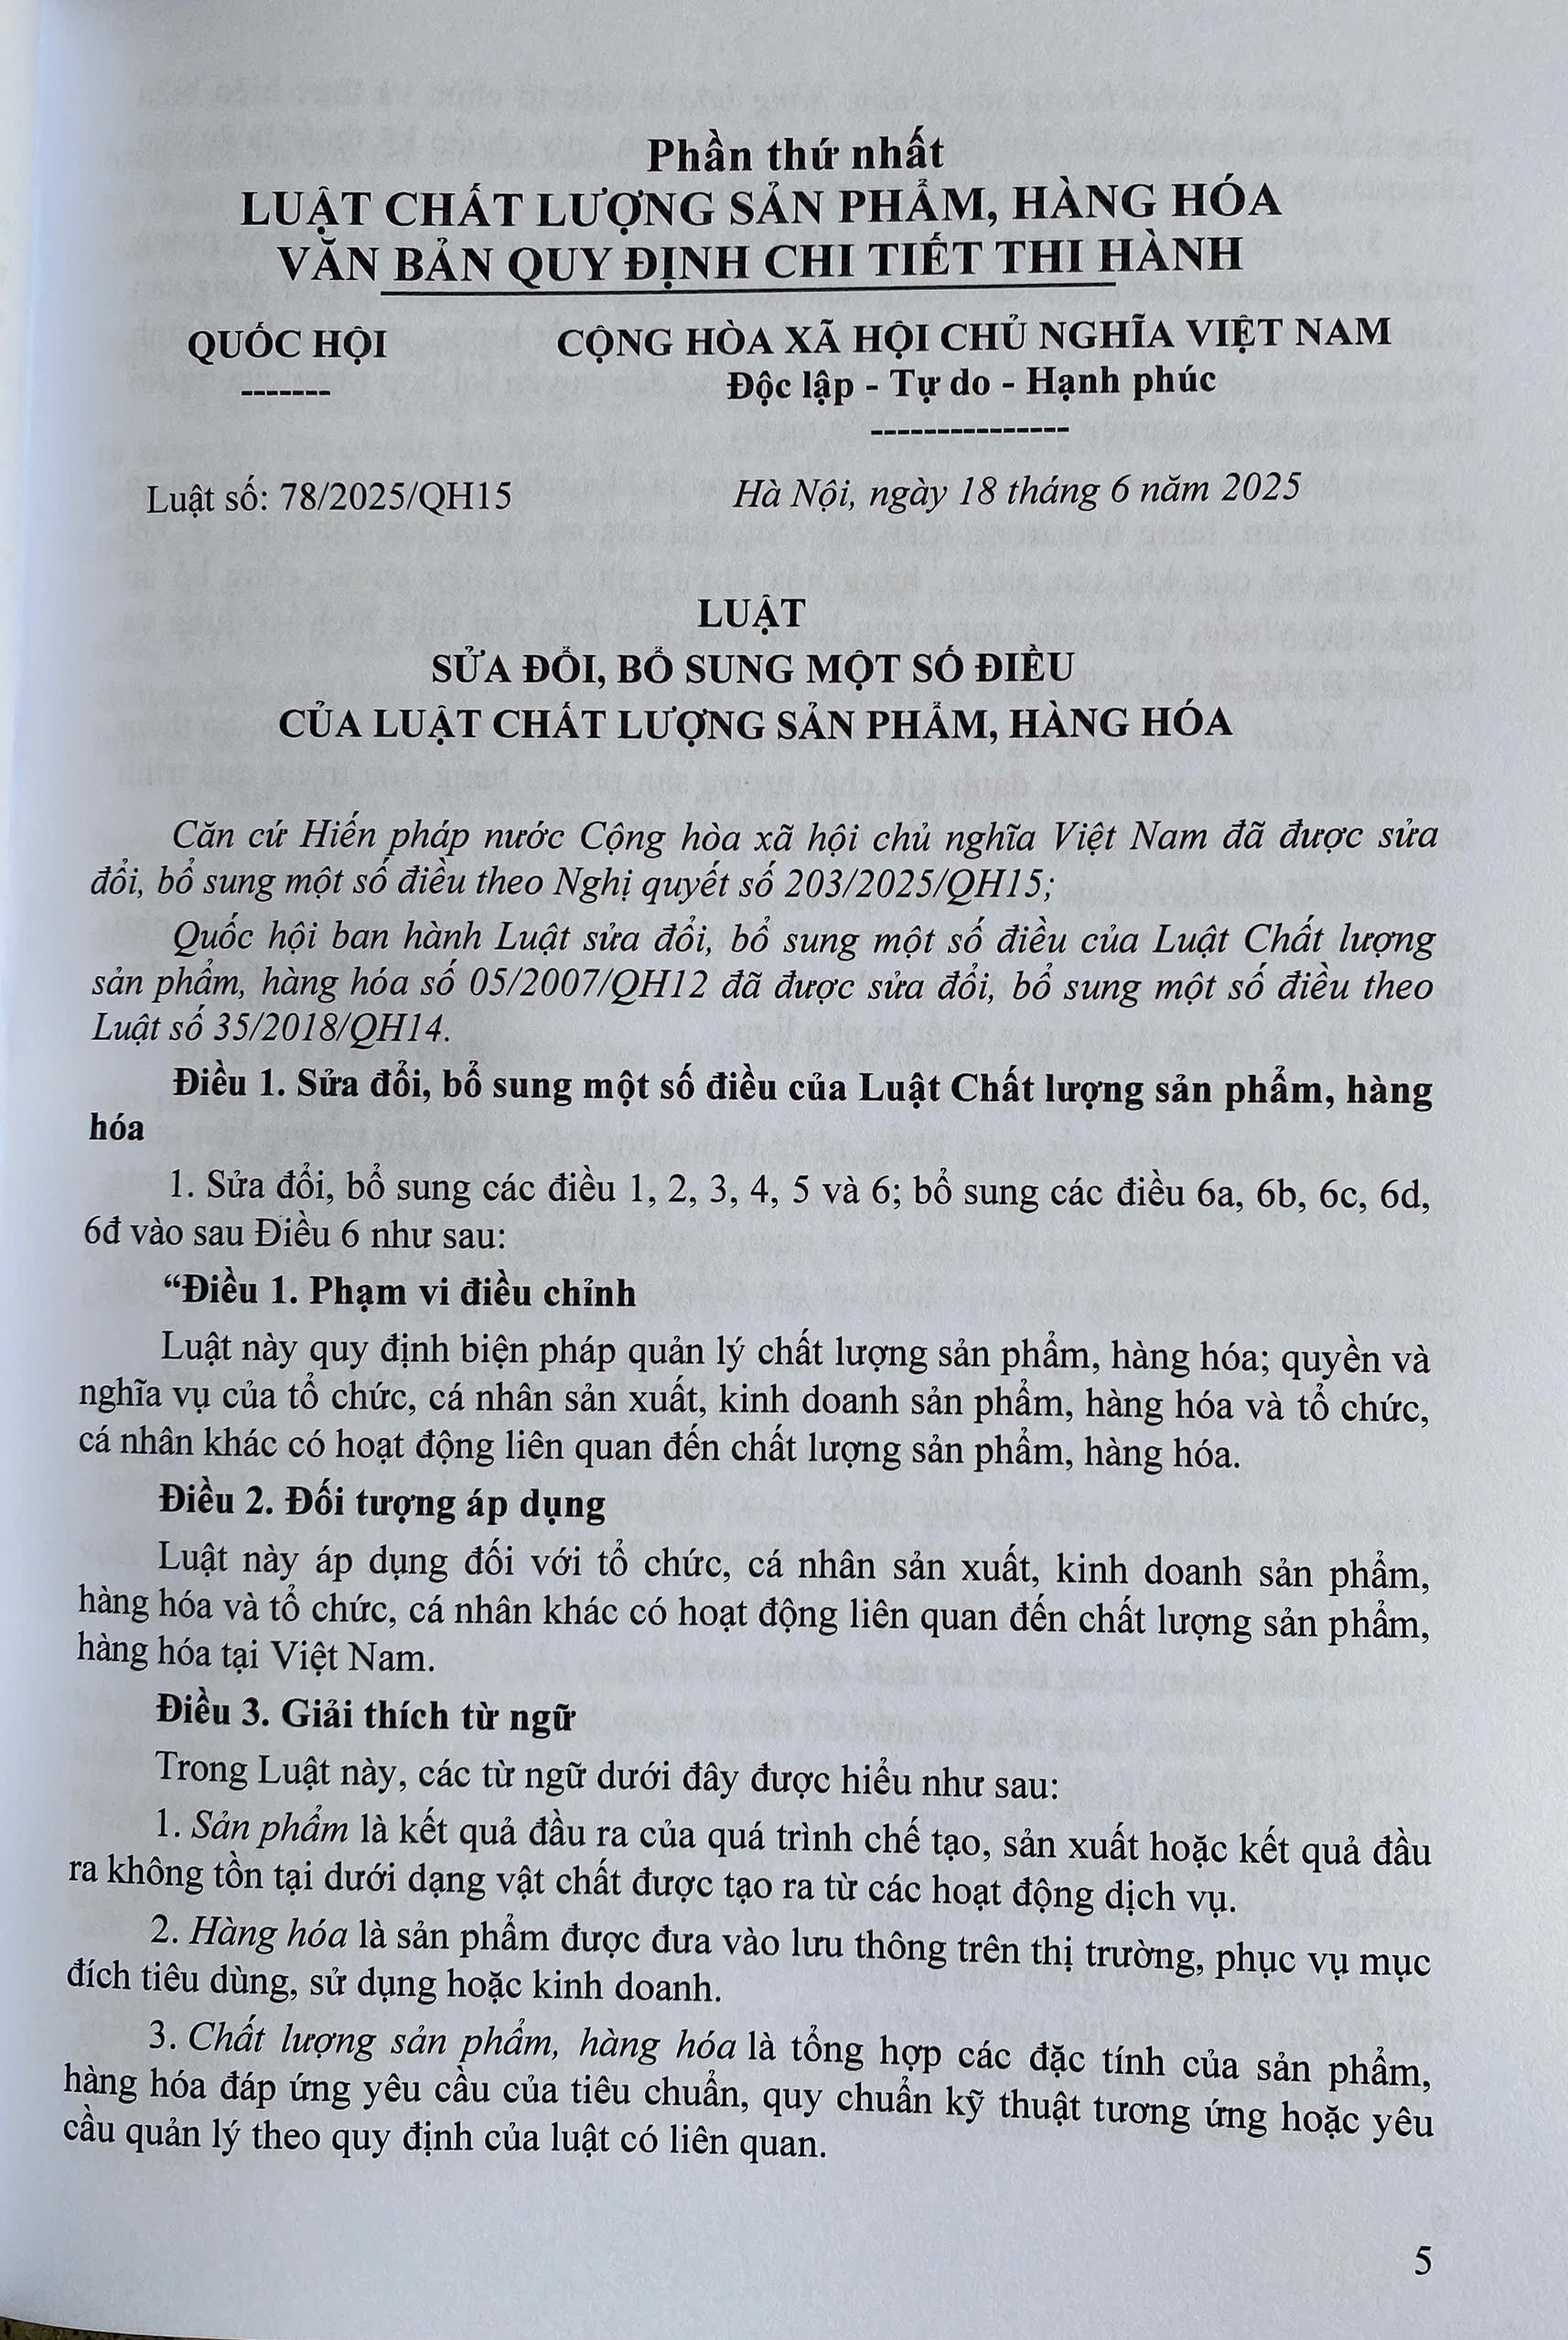 Phần thứ nhất
LUẬT CHẤT LƯỢNG SẢN PHẨM, HÀNG HÓA
VĂN BẢN QUY ĐỊNH CHI TIẾT THI HÀNH
QUỐC HỘI CỘNG HÒA XÃ HỘI CHỦ NGHĨA VIỆT NAM
------- Độc lập - Tự do - Hạnh phúc
---------------
Luật số: 78/2025/QH15 Hà Nội, ngày 18 tháng 6 năm 2025
LUẬT
SỬA ĐỔI, BỔ SUNG MỘT SỐ ĐIỀU
CỦA LUẬT CHẤT LƯỢNG SẢN PHẨM, HÀNG HÓA
Căn cứ Hiến pháp nước Cộng hòa xã hội chủ nghĩa Việt Nam đã được sửa
đổi, bổ sung một số điều theo Nghị quyết số 203/2025/QH15;
Quốc hội ban hành Luật sửa đổi, bổ sung một số điều của Luật Chất lượng
sản phẩm, hàng hóa số 05/2007/QH12 đã được sửa đổi, bổ sung một số điều theo
Luật số 35/2018/QH14.
Điều 1. Sửa đổi, bổ sung một số điều của Luật Chất lượng sản phẩm, hàng
hóa
1. Sửa đổi, bổ sung các điều 1, 2, 3, 4, 5 và 6; bổ sung các điều 6a, 6b, 6c, 6d,
6đ vào sau Điều 6 như sau:
“Điều 1. Phạm vi điều chỉnh
Luật này quy định biện pháp quản lý chất lượng sản phẩm, hàng hóa; quyền và
nghĩa vụ của tổ chức, cá nhân sản xuất, kinh doanh sản phẩm, hàng hóa và tổ chức,
cá nhân khác có hoạt động liên quan đến chất lượng sản phẩm, hàng hóa.
Điều 2. Đối tượng áp dụng
Luật này áp dụng đối với tổ chức, cá nhân sản xuất, kinh doanh sản phẩm,
hàng hóa và tổ chức, cá nhân khác có hoạt động liên quan đến chất lượng sản phẩm,
hàng hóa tại Việt Nam.
Điều 3. Giải thích từ ngữ
Trong Luật này, các từ ngữ dưới đây được hiểu như sau:
1. Sản phẩm là kết quả đầu ra của quá trình chế tạo, sản xuất hoặc kết quả đầu
ra không tồn tại dưới dạng vật chất được tạo ra từ các hoạt động dịch vụ.
2. Hàng hóa là sản phẩm được đưa vào lưu thông trên thị trường, phục vụ mục
đích tiêu dùng, sử dụng hoặc kinh doanh.
3. Chất lượng sản phẩm, hàng hóa là tổng hợp các đặc tính của sản phẩm,
hàng hóa đáp ứng yêu cầu của tiêu chuẩn, quy chuẩn kỹ thuật tương ứng hoặc yêu
cầu quản lý theo quy định của luật có liên quan.
5